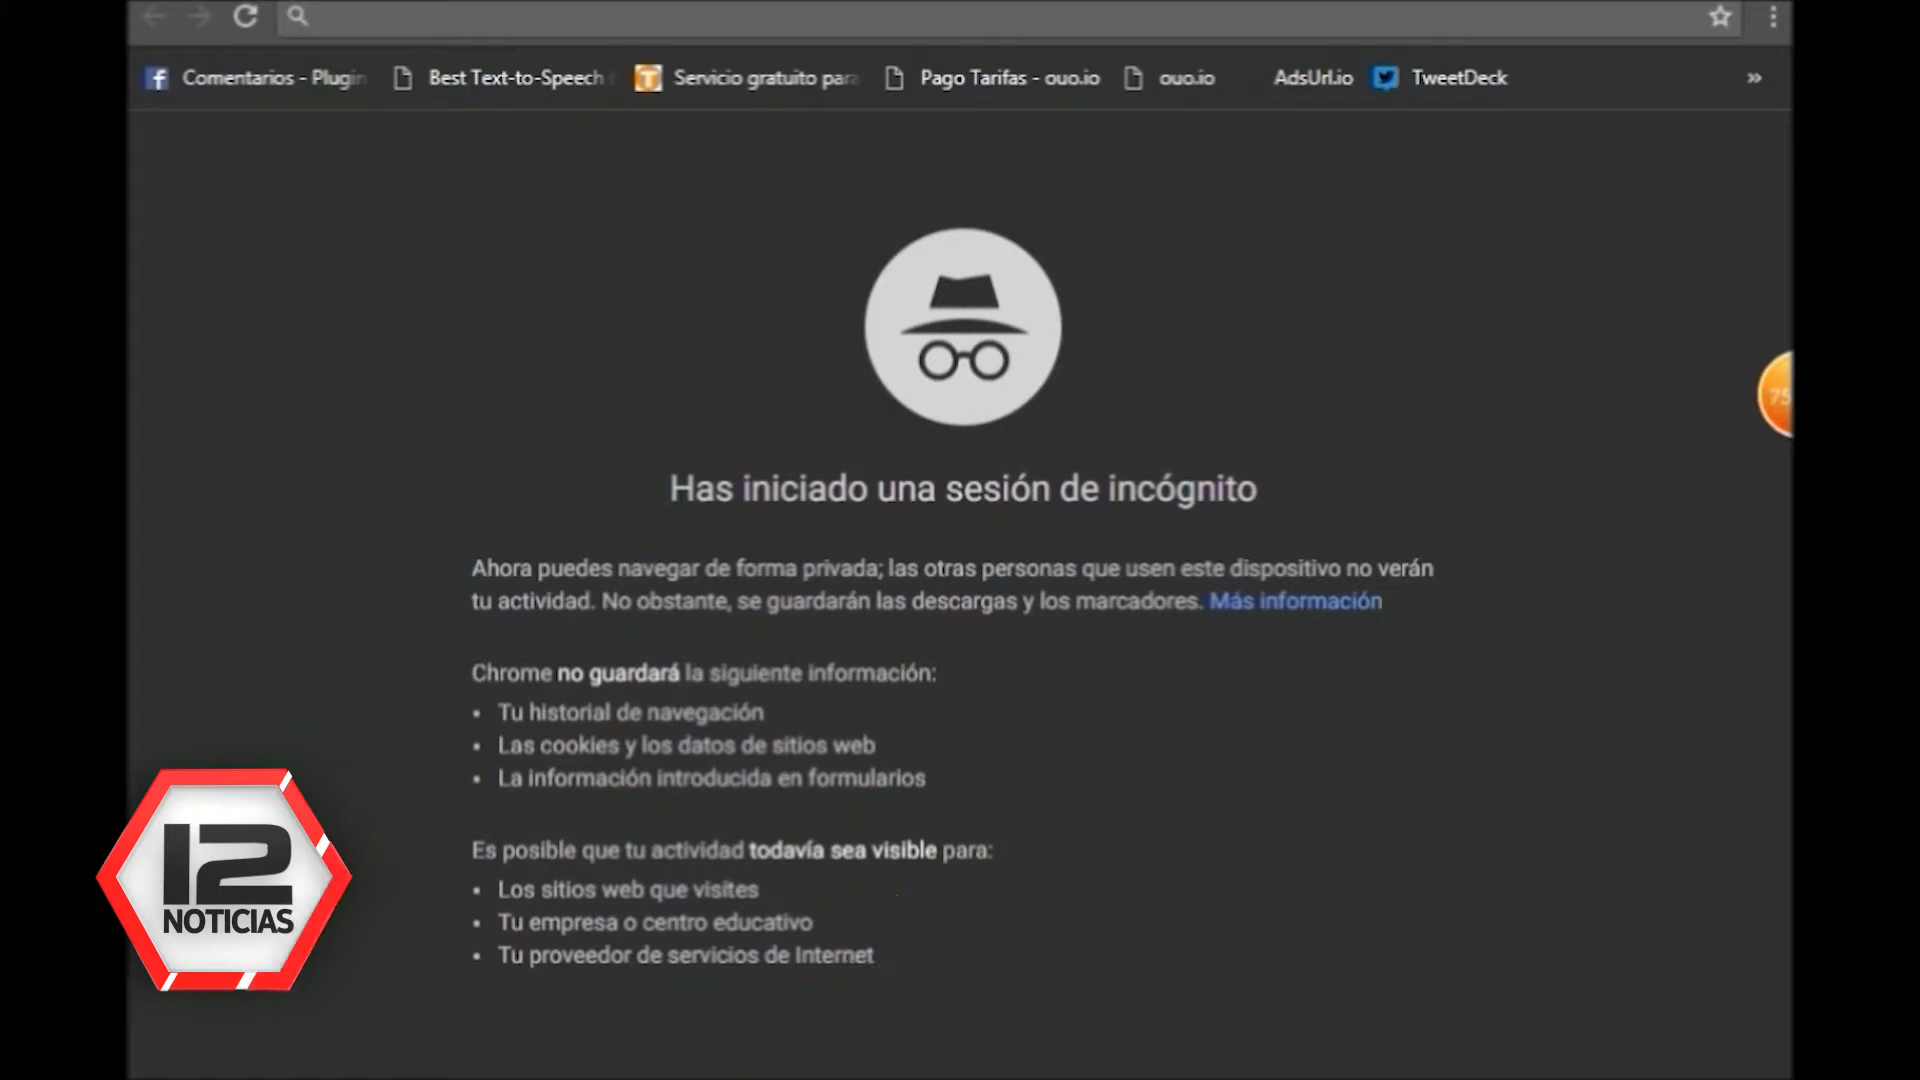 Comentarios - Plugin
Best Text-to-Speech
Servicio gratuito para
Pago Tarifas - ouo.io
ouo.io
AdsUrl.io
TweetDeck
»
75
Has iniciado una sesión de incógnito
Ahora puedes navegar de forma privada; las otras personas que usen este dispositivo no verán
tu actividad. No obstante, se guardarán las descargas y los marcadores. Más información
Chrome no guardará la siguiente información:
• Tu historial de navegación
• Las cookies y los datos de sitios web
• La información introducida en formularios
Es posible que tu actividad todavía sea visible para:
• Los sitios web que visites
• Tu empresa o centro educativo
• Tu proveedor de servicios de Internet
12
NOTICIAS